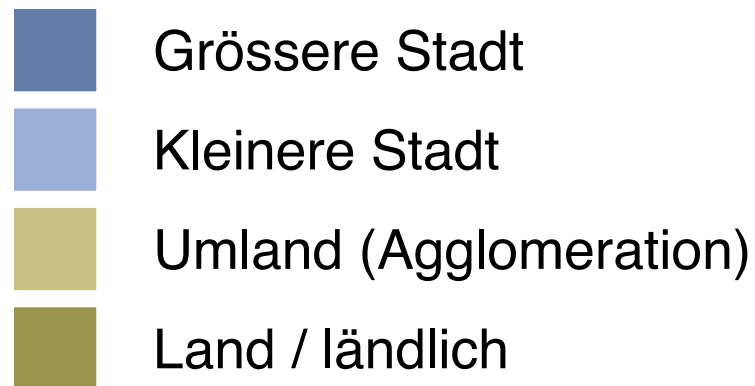 Grössere Stadt
Kleinere Stadt
Umland (Agglomeration)
Land / ländlich